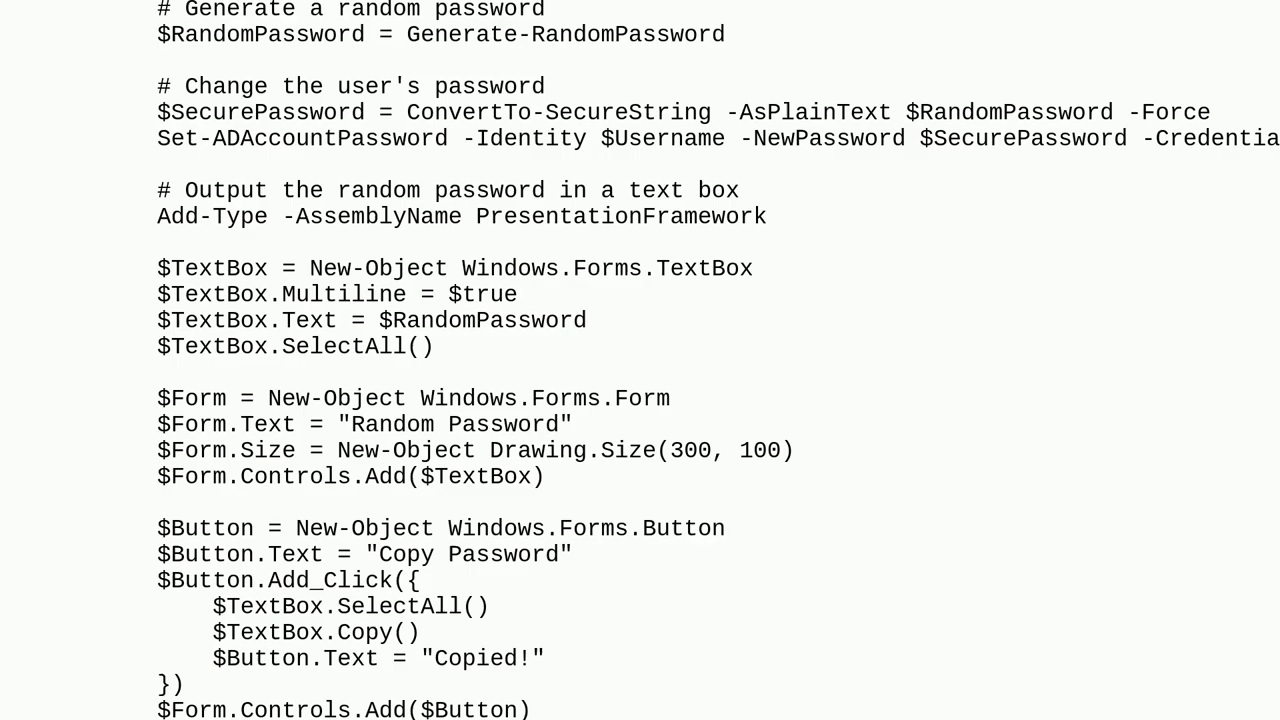 # Generate a random password
$RandomPassword = Generate-RandomPassword
# Change the user's password
$SecurePassword = ConvertTo-SecureString -AsPlainText $RandomPassword -Force
Set-ADAccountPassword -Identity $Username -NewPassword $SecurePassword -Credentia
# Output the random password in a text box
Add-Type -AssemblyName PresentationFramework
$TextBox = New-Object Windows.Forms.TextBox
$TextBox.Multiline = $true
$TextBox.Text = $RandomPassword
$TextBox.SelectAll()
$Form = New-Object Windows.Forms.Form
$Form.Text = "Random Password"
$Form.Size = New-Object Drawing.Size(300, 100)
$Form.Controls.Add($TextBox)
$Button = New-Object Windows.Forms.Button
$Button.Text = "Copy Password"
$Button.Add_Click({
    $TextBox.SelectAll()
    $TextBox.Copy()
    $Button.Text = "Copied!"
})
$Form.Controls.Add($Button)